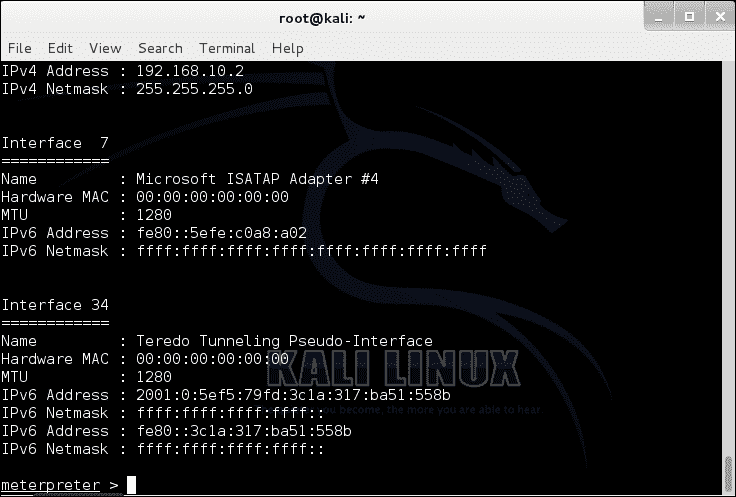 root@kali: ~
File Edit View Search Terminal Help
IPv4 Address : 192.168.10.2
IPv4 Netmask : 255.255.255.0
Interface  7
============
Name         : Microsoft ISATAP Adapter #4
Hardware MAC : 00:00:00:00:00:00
MTU          : 1280
IPv6 Address : fe80::5efe:c0a8:a02
IPv6 Netmask : ffff:ffff:ffff:ffff:ffff:ffff:ffff:ffff
Interface 34
============
Name         : Teredo Tunneling Pseudo-Interface
Hardware MAC : 00:00:00:00:00:00
MTU          : 1280
KALI LINUX
IPv6 Address : 2001:0:5ef5:79fd:3c1a:317:ba51:558b
IPv6 Netmask : ffff:ffff:ffff:ffff::
you become, the more you are able to hear
IPv6 Address : fe80::3c1a:317:ba51:558b
IPv6 Netmask : ffff:ffff:ffff:ffff::
meterpreter >